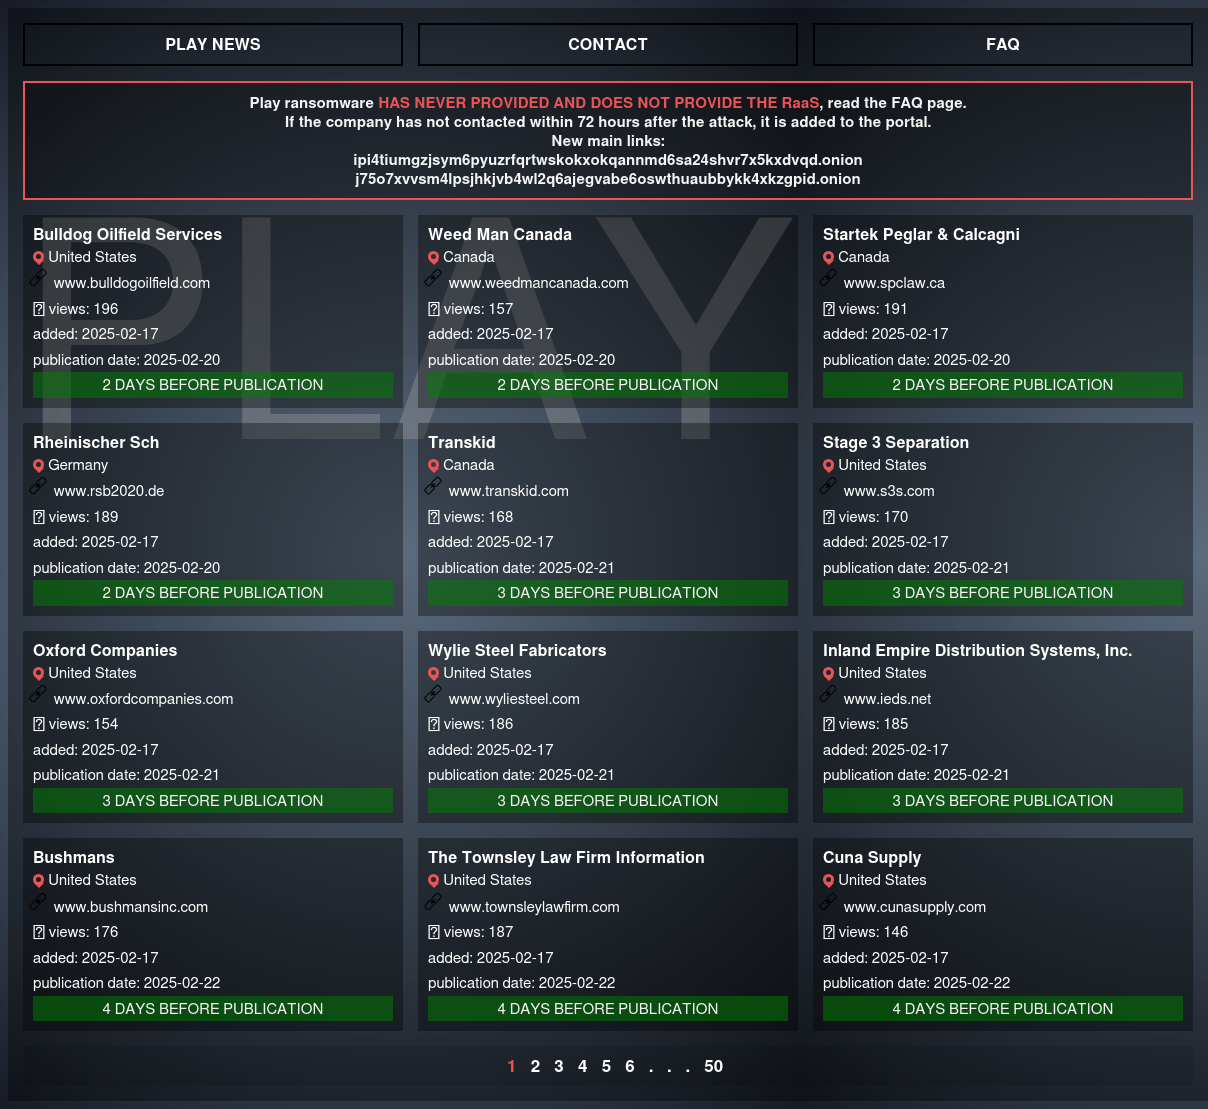 PLAY NEWS
CONTACT
FAQ
Play ransomware HAS NEVER PROVIDED AND DOES NOT PROVIDE THE RaaS, read the FAQ page.
If the company has not contacted within 72 hours after the attack, it is added to the portal.
New main links:
ipi4tiumgzjsym6pyuzrfqrtwskokxokqannmd6sa24shvr7x5kxdvqd.onion
j75o7xvvsm4lpsjhkjvb4wl2q6ajegvabe6oswthuaubbykk4xkzgpid.onion
PLAY
Bulldog Oilfield Services
United States
www.bulldogoilfield.com
views: 196
added: 2025-02-17
publication date: 2025-02-20
2 DAYS BEFORE PUBLICATION
Weed Man Canada
Canada
www.weedmancanada.com
views: 157
added: 2025-02-17
publication date: 2025-02-20
2 DAYS BEFORE PUBLICATION
Startek Peglar & Calcagni
Canada
www.spclaw.ca
views: 191
added: 2025-02-17
publication date: 2025-02-20
2 DAYS BEFORE PUBLICATION
Rheinischer Sch
Germany
www.rsb2020.de
views: 189
added: 2025-02-17
publication date: 2025-02-20
2 DAYS BEFORE PUBLICATION
Transkid
Canada
www.transkid.com
views: 168
added: 2025-02-17
publication date: 2025-02-21
3 DAYS BEFORE PUBLICATION
Stage 3 Separation
United States
www.s3s.com
views: 170
added: 2025-02-17
publication date: 2025-02-21
3 DAYS BEFORE PUBLICATION
Oxford Companies
United States
www.oxfordcompanies.com
views: 154
added: 2025-02-17
publication date: 2025-02-21
3 DAYS BEFORE PUBLICATION
Wylie Steel Fabricators
United States
www.wyliesteel.com
views: 186
added: 2025-02-17
publication date: 2025-02-21
3 DAYS BEFORE PUBLICATION
Inland Empire Distribution Systems, Inc.
United States
www.ieds.net
views: 185
added: 2025-02-17
publication date: 2025-02-21
3 DAYS BEFORE PUBLICATION
Bushmans
United States
www.bushmansinc.com
views: 176
added: 2025-02-17
publication date: 2025-02-22
4 DAYS BEFORE PUBLICATION
The Townsley Law Firm Information
United States
www.townsleylawfirm.com
views: 187
added: 2025-02-17
publication date: 2025-02-22
4 DAYS BEFORE PUBLICATION
Cuna Supply
United States
www.cunasupply.com
views: 146
added: 2025-02-17
publication date: 2025-02-22
4 DAYS BEFORE PUBLICATION
1 2 3 4 5 6 . . . 50